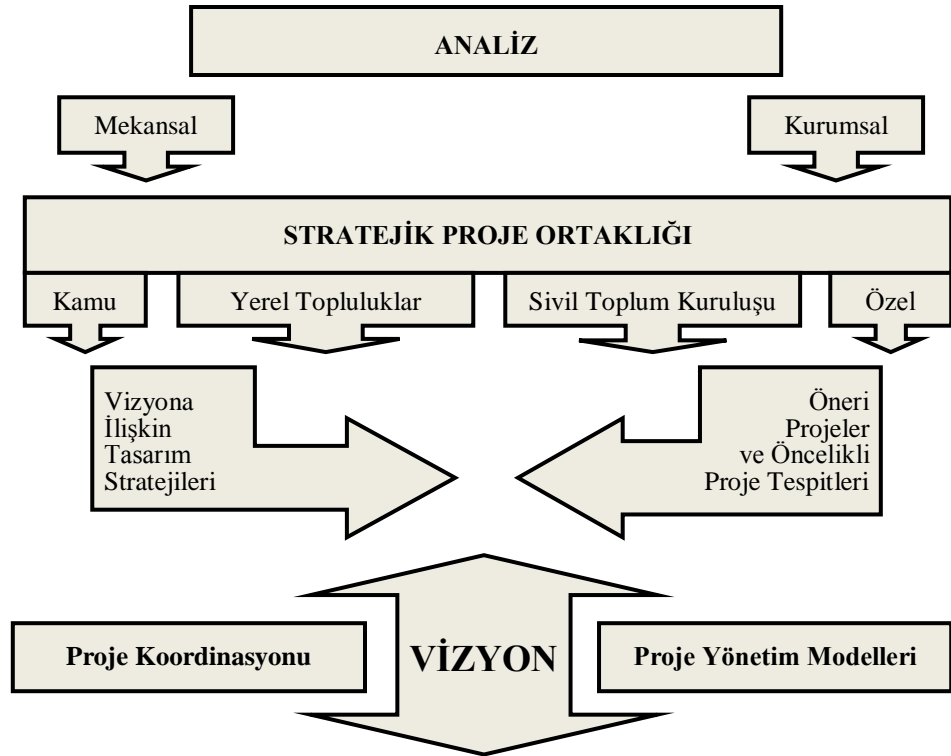 ANALİZ
Mekansal
Kurumsal
STRATEJİK PROJE ORTAKLIĞI
Kamu
Yerel Topluluklar
Sivil Toplum Kuruluşu
Özel
Vizyona
İlişkin
Tasarım
Stratejileri
Öneri
Projeler
ve Öncelikli
Proje Tespitleri
Proje Koordinasyonu
VİZYON
Proje Yönetim Modelleri